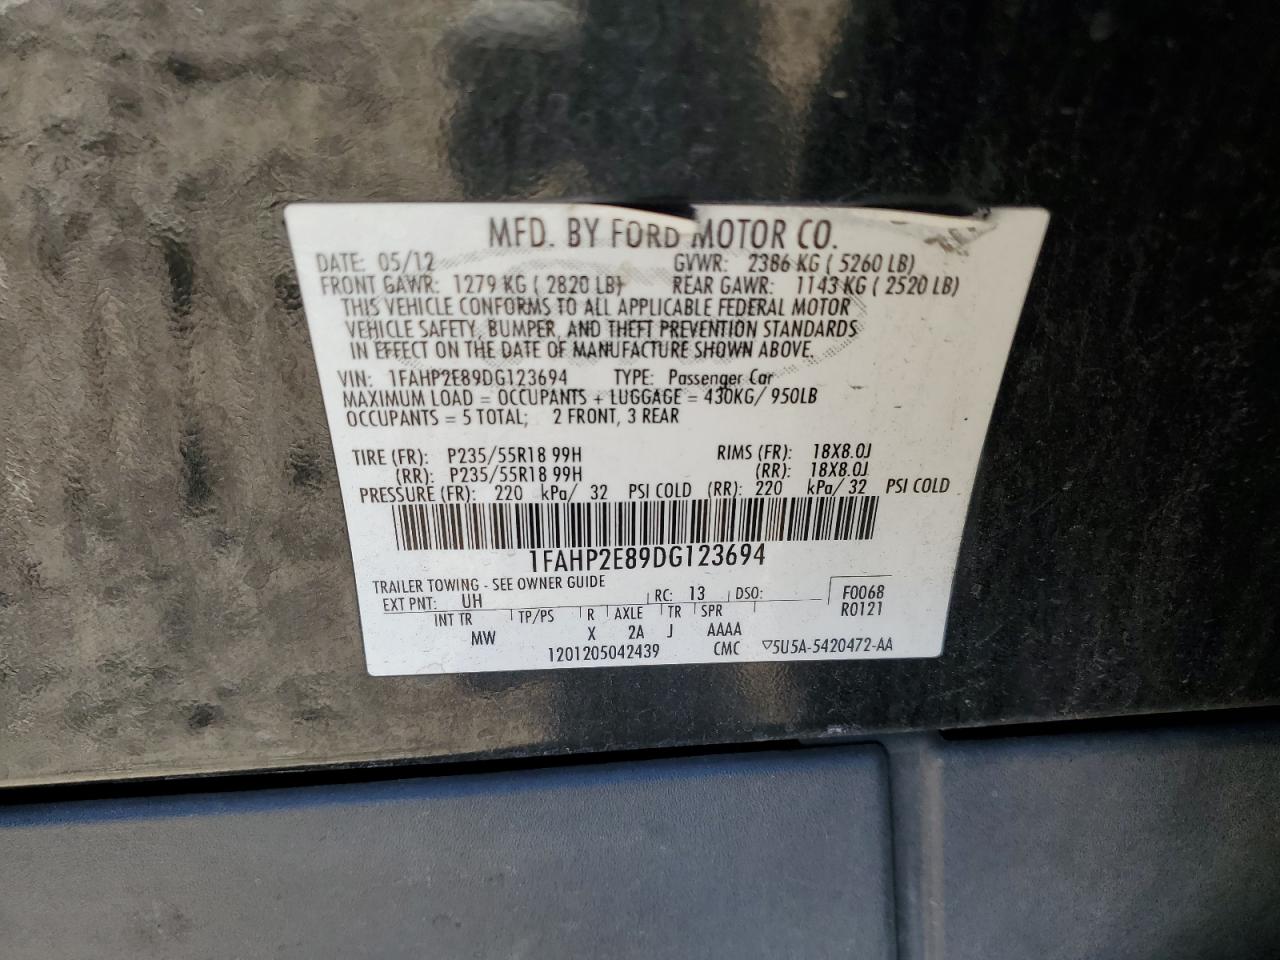 MFD. BY FORD MOTOR CO.
DATE: 05/12 GVWR: 2386 KG ( 5260 LB)
FRONT GAWR: 1279 KG ( 2820 LB) REAR GAWR: 1143 KG ( 2520 LB)
THIS VEHICLE CONFORMS TO ALL APPLICABLE FEDERAL MOTOR
VEHICLE SAFETY, BUMPER, AND THEFT PREVENTION STANDARDS
IN EFFECT ON THE DATE OF MANUFACTURE SHOWN ABOVE.
VIN: 1FAHP2E89DG123694 TYPE: Passenger Car
MAXIMUM LOAD = OCCUPANTS + LUGGAGE = 430KG/ 950LB
OCCUPANTS = 5 TOTAL; 2 FRONT, 3 REAR
TIRE (FR): P235/55R18 99H RIMS (FR): 18X8.0J
(RR): P235/55R18 99H (RR): 18X8.0J
PRESSURE (FR): 220 kPa/ 32 PSI COLD (RR): 220 kPa/ 32 PSI COLD
1FAHP2E89DG123694
TRAILER TOWING - SEE OWNER GUIDE
EXT PNT: UH RC: 13 DSO: F0068
INT TR TP/PS R AXLE TR SPR R0121
MW X 2A J AAAA
1201205042439 CMC ▽5U5A-5420472-AA